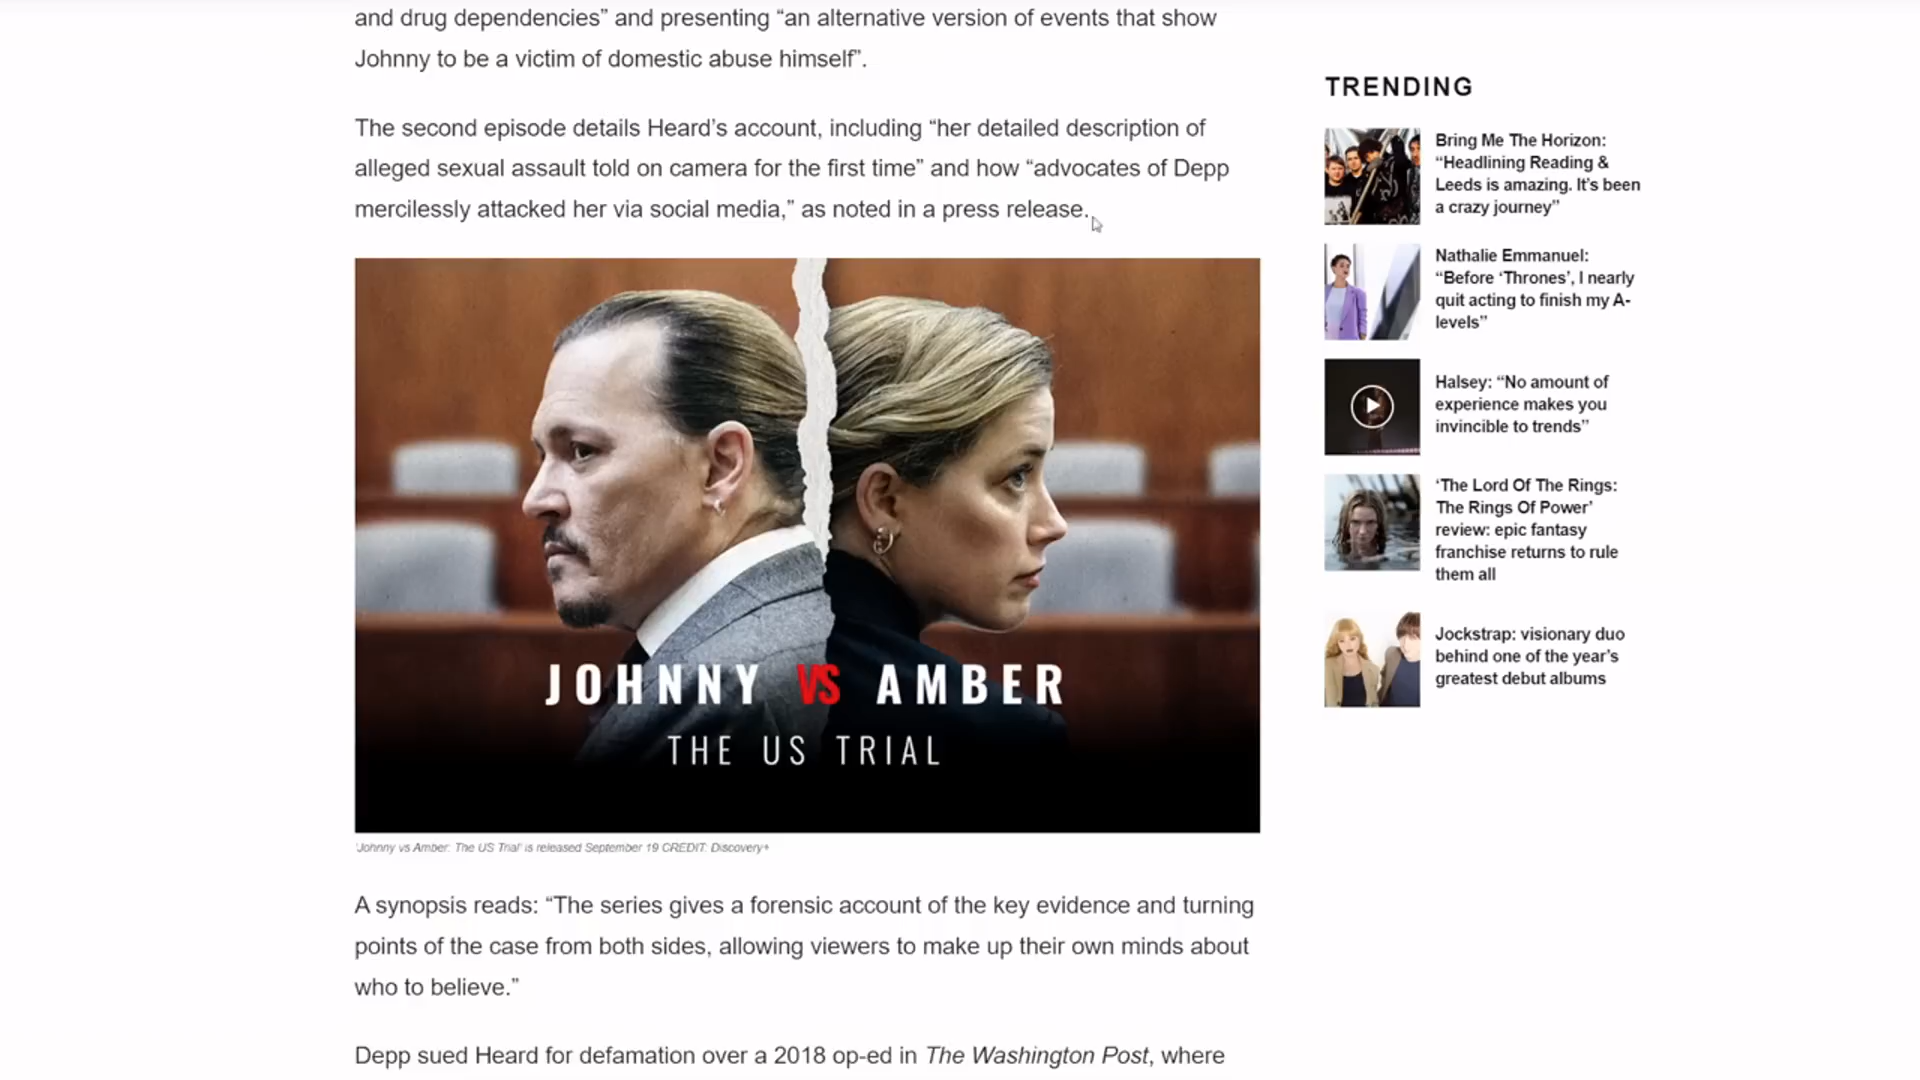 and drug dependencies” and presenting “an alternative version of events that show
Johnny to be a victim of domestic abuse himself”.
The second episode details Heard’s account, including “her detailed description of
alleged sexual assault told on camera for the first time” and how “advocates of Depp
mercilessly attacked her via social media,” as noted in a press release.
JOHNNY VS AMBER
THE US TRIAL
'Johnny vs Amber: The US Trial' is released September 19 CREDIT: Discovery+
A synopsis reads: “The series gives a forensic account of the key evidence and turning
points of the case from both sides, allowing viewers to make up their own minds about
who to believe.”
Depp sued Heard for defamation over a 2018 op-ed in The Washington Post, where
TRENDING
Bring Me The Horizon:
“Headlining Reading &
Leeds is amazing. It’s been
a crazy journey”
Nathalie Emmanuel:
“Before ‘Thrones’, I nearly
quit acting to finish my A-
levels”
Halsey: “No amount of
experience makes you
invincible to trends”
‘The Lord Of The Rings:
The Rings Of Power’
review: epic fantasy
franchise returns to rule
them all
Jockstrap: visionary duo
behind one of the year’s
greatest debut albums